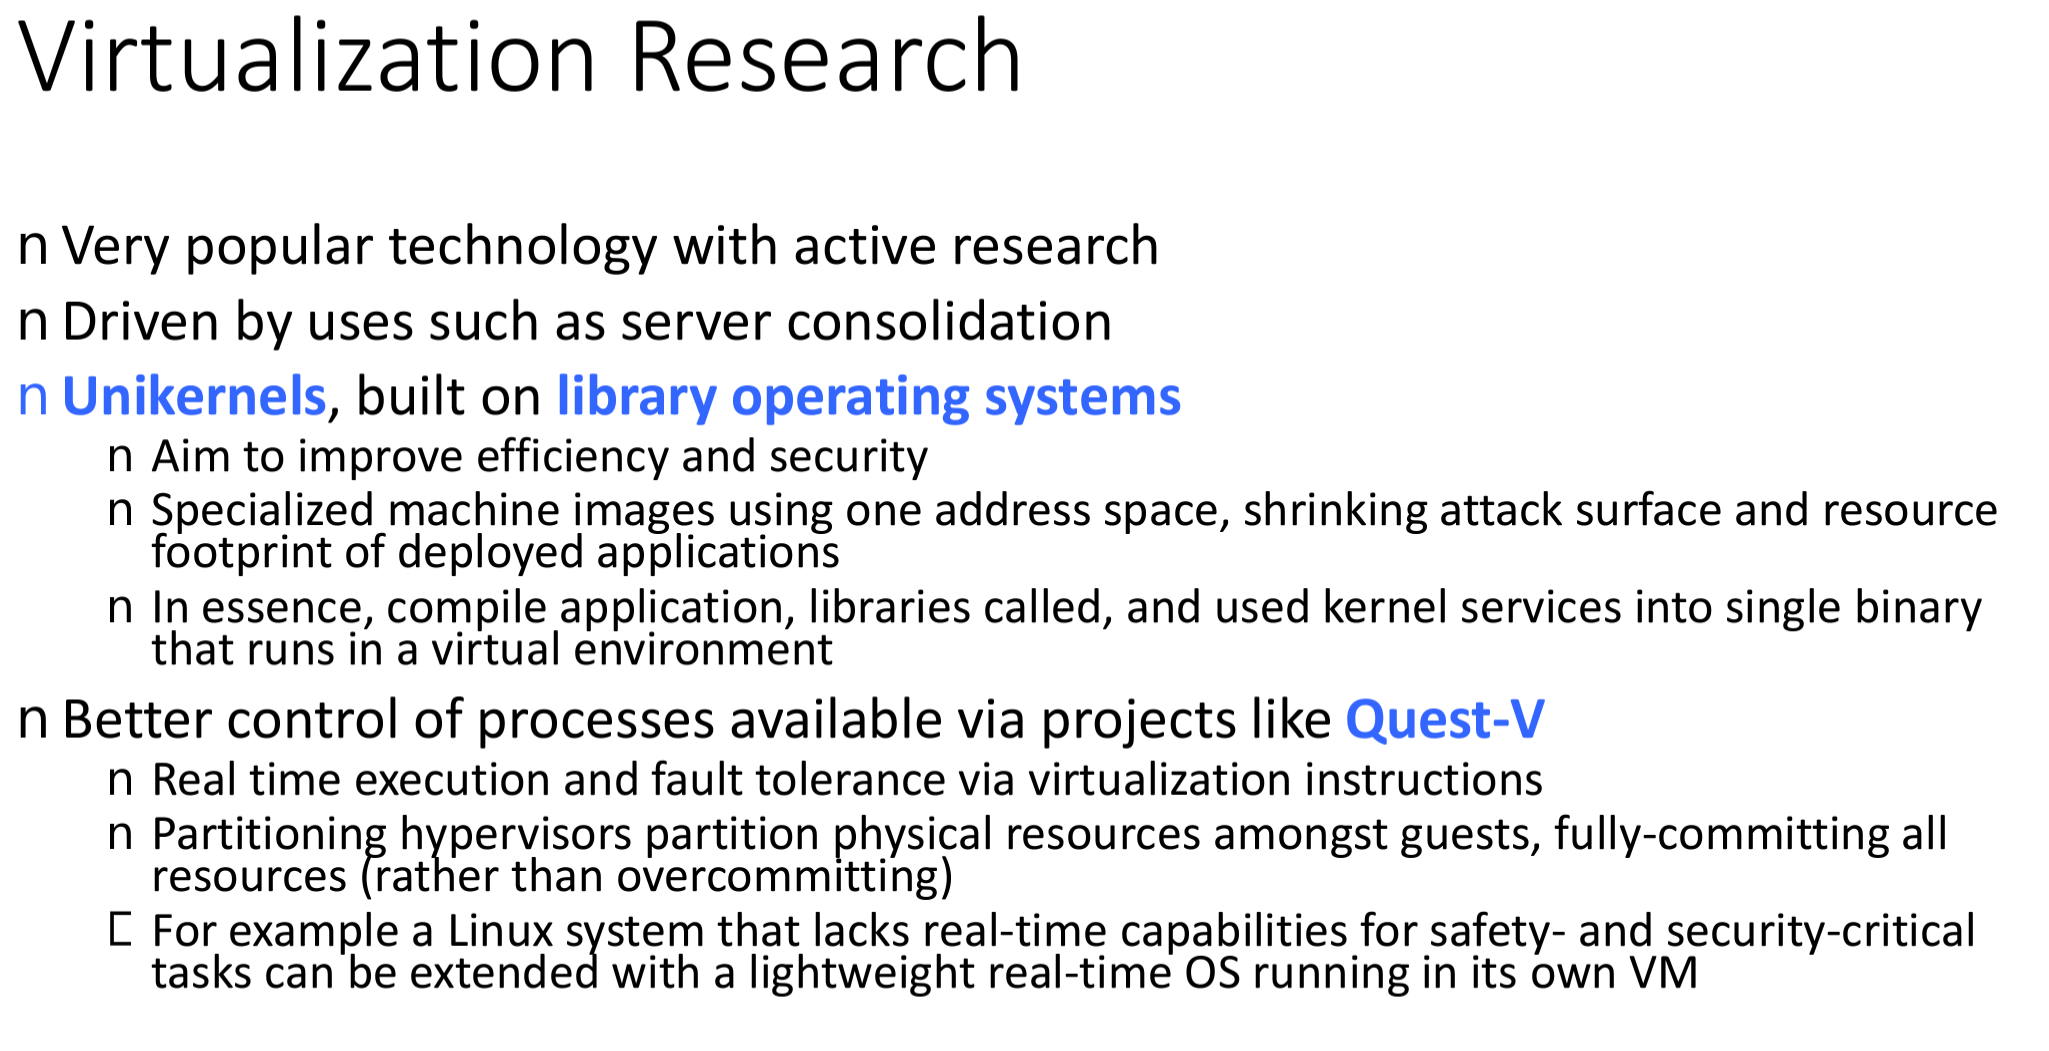 Virtualization Research
n Very popular technology with active research
n Driven by uses such as server consolidation
n Unikernels, built on library operating systems
n Aim to improve efficiency and security
n Specialized machine images using one address space, shrinking attack surface and resource
footprint of deployed applications
n In essence, compile application, libraries called, and used kernel services into single binary
that runs in a virtual environment
n Better control of processes available via projects like Quest-V
n Real time execution and fault tolerance via virtualization instructions
n Partitioning hypervisors partition physical resources amongst guests, fully-committing all
resources (rather than overcommitting)
For example a Linux system that lacks real-time capabilities for safety- and security-critical
tasks can be extended with a lightweight real-time OS running in its own VM